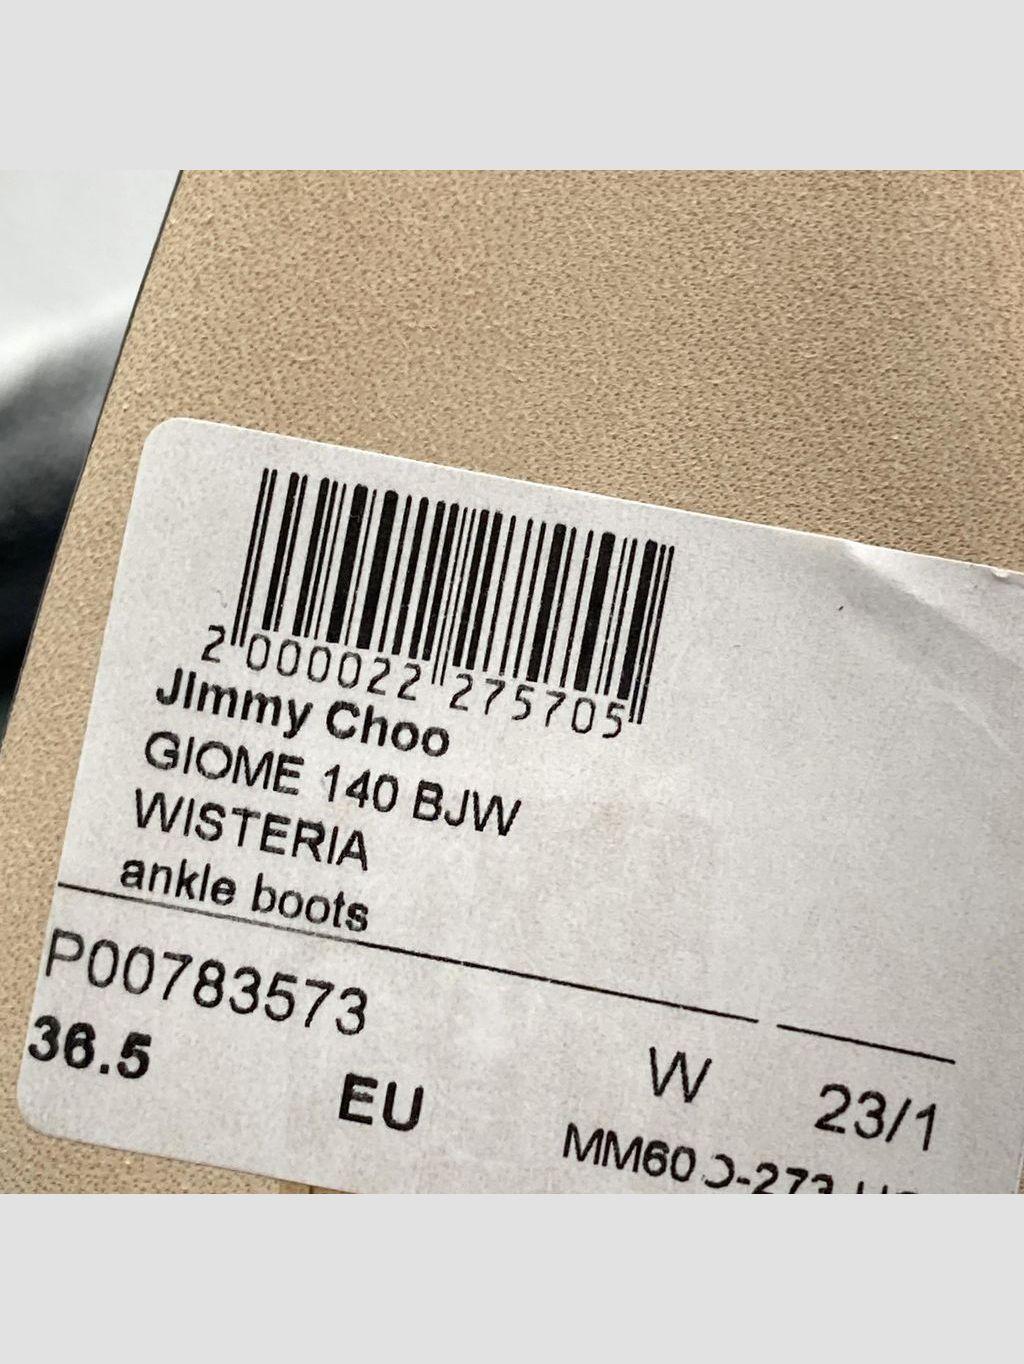 2 000022 275705
JImmy Choo
GIOME 140 BJW
WISTERIA
ankle boots
P00783573
36.5
EU
W
23/1